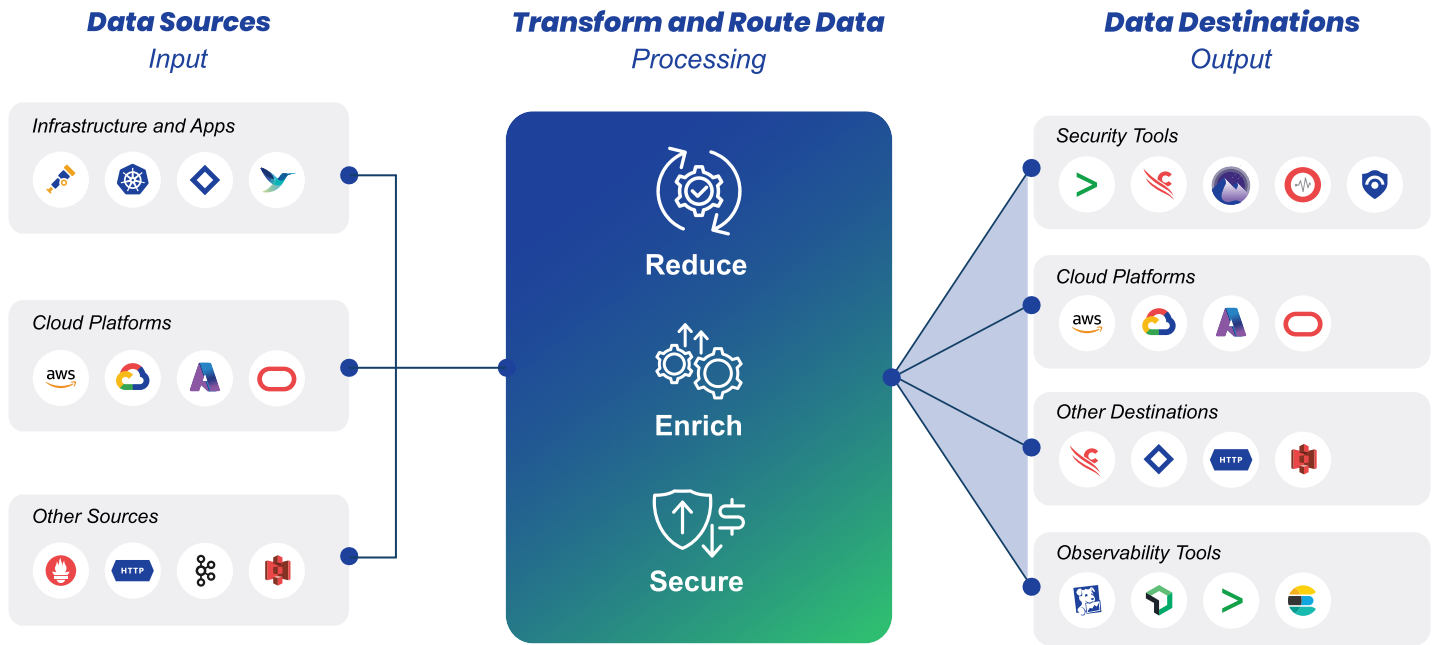 Data Sources
Input
Infrastructure and Apps
Cloud Platforms
aws
Other Sources
HTTP
Transform and Route Data
Processing
Reduce
Enrich
Secure
Data Destinations
Output
Security Tools
Cloud Platforms
aws
Other Destinations
HTTP
Observability Tools